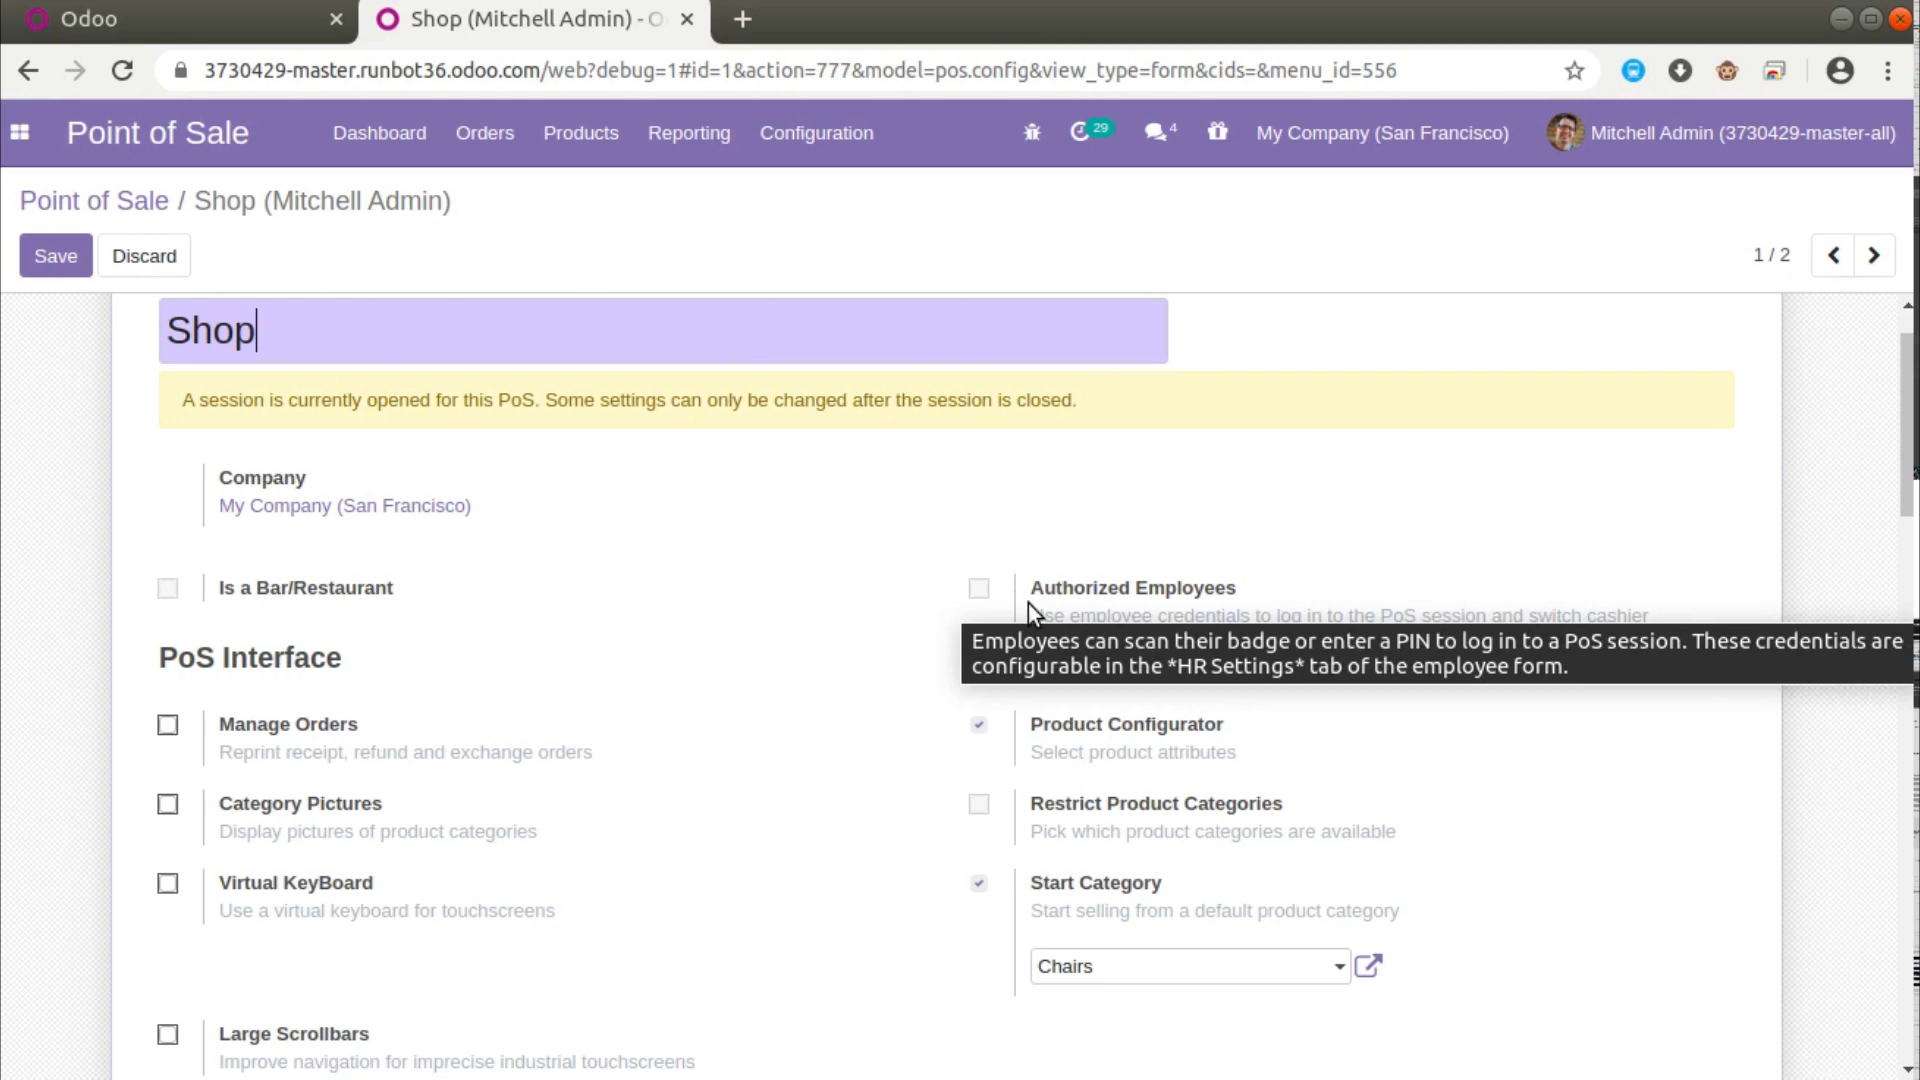 Odoo
Shop (Mitchell Admin) - O
3730429-master.runbot36.odoo.com/web?debug=1#id=1&action=777&model=pos.config&view_type=form&cids=&menu_id=556
Point of Sale Dashboard Orders Products Reporting Configuration 29 4 My Company (San Francisco) Mitchell Admin (3730429-master-all)
Point of Sale / Shop (Mitchell Admin)
Save Discard 1 / 2
Shop
A session is currently opened for this PoS. Some settings can only be changed after the session is closed.
Company
My Company (San Francisco)
Is a Bar/Restaurant
Authorized Employees
employee credentials to log in to the PoS session and switch cashier
Employees can scan their badge or enter a PIN to log in to a PoS session. These credentials are
configurable in the *HR Settings* tab of the employee form.
PoS Interface
Manage Orders
Reprint receipt, refund and exchange orders
Product Configurator
Select product attributes
Category Pictures
Display pictures of product categories
Restrict Product Categories
Pick which product categories are available
Virtual KeyBoard
Use a virtual keyboard for touchscreens
Start Category
Start selling from a default product category
Chairs
Large Scrollbars
Improve navigation for imprecise industrial touchscreens